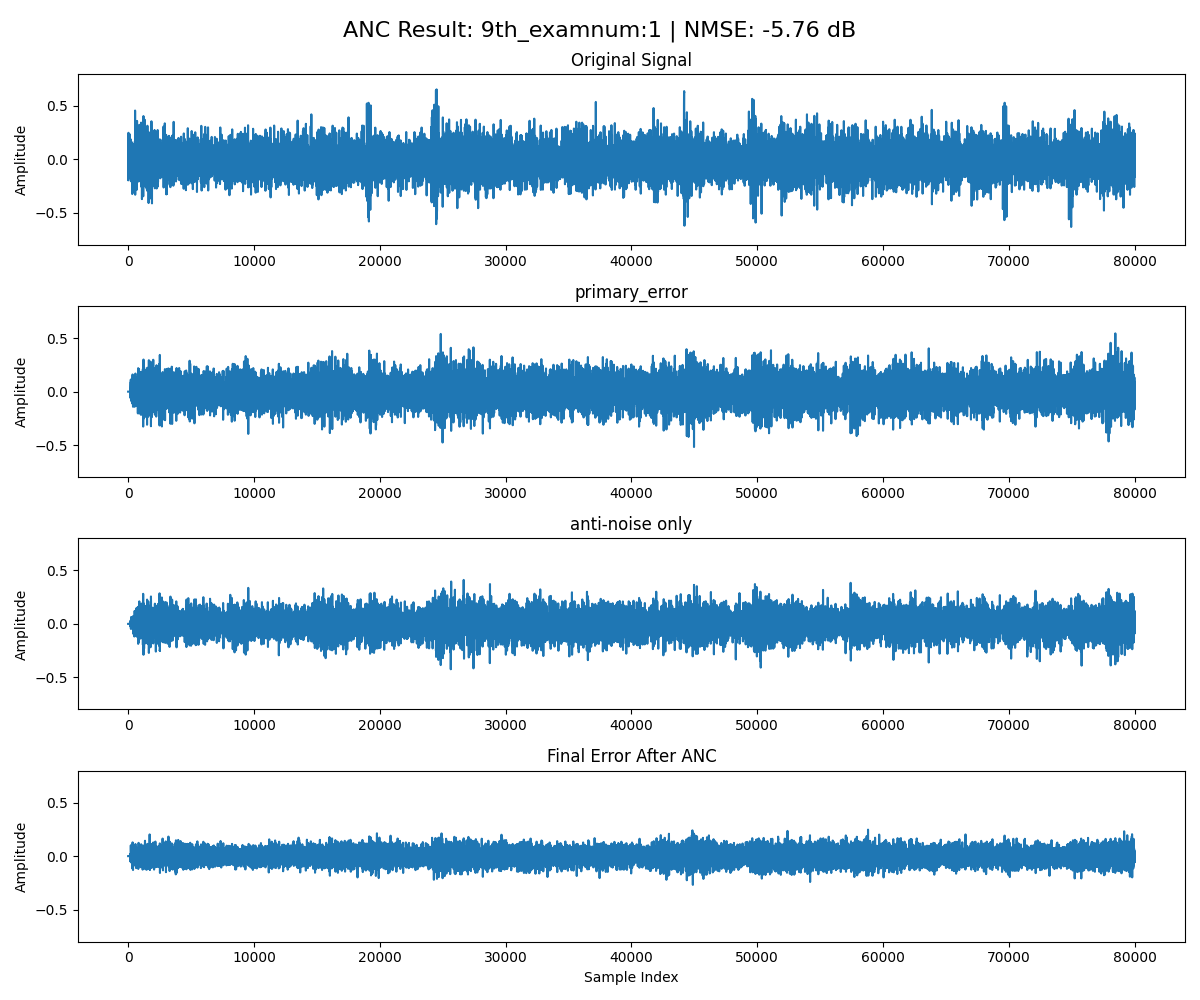 ANC Result: 9th_examnum:1 | NMSE: -5.76 dB
Original Signal
Amplitude
0.5
0.0
−0.5
0 10000 20000 30000 40000 50000 60000 70000 80000
primary_error
Amplitude
0.5
0.0
−0.5
0 10000 20000 30000 40000 50000 60000 70000 80000
anti-noise only
Amplitude
0.5
0.0
−0.5
0 10000 20000 30000 40000 50000 60000 70000 80000
Final Error After ANC
Amplitude
0.5
0.0
−0.5
0 10000 20000 30000 40000 50000 60000 70000 80000
Sample Index